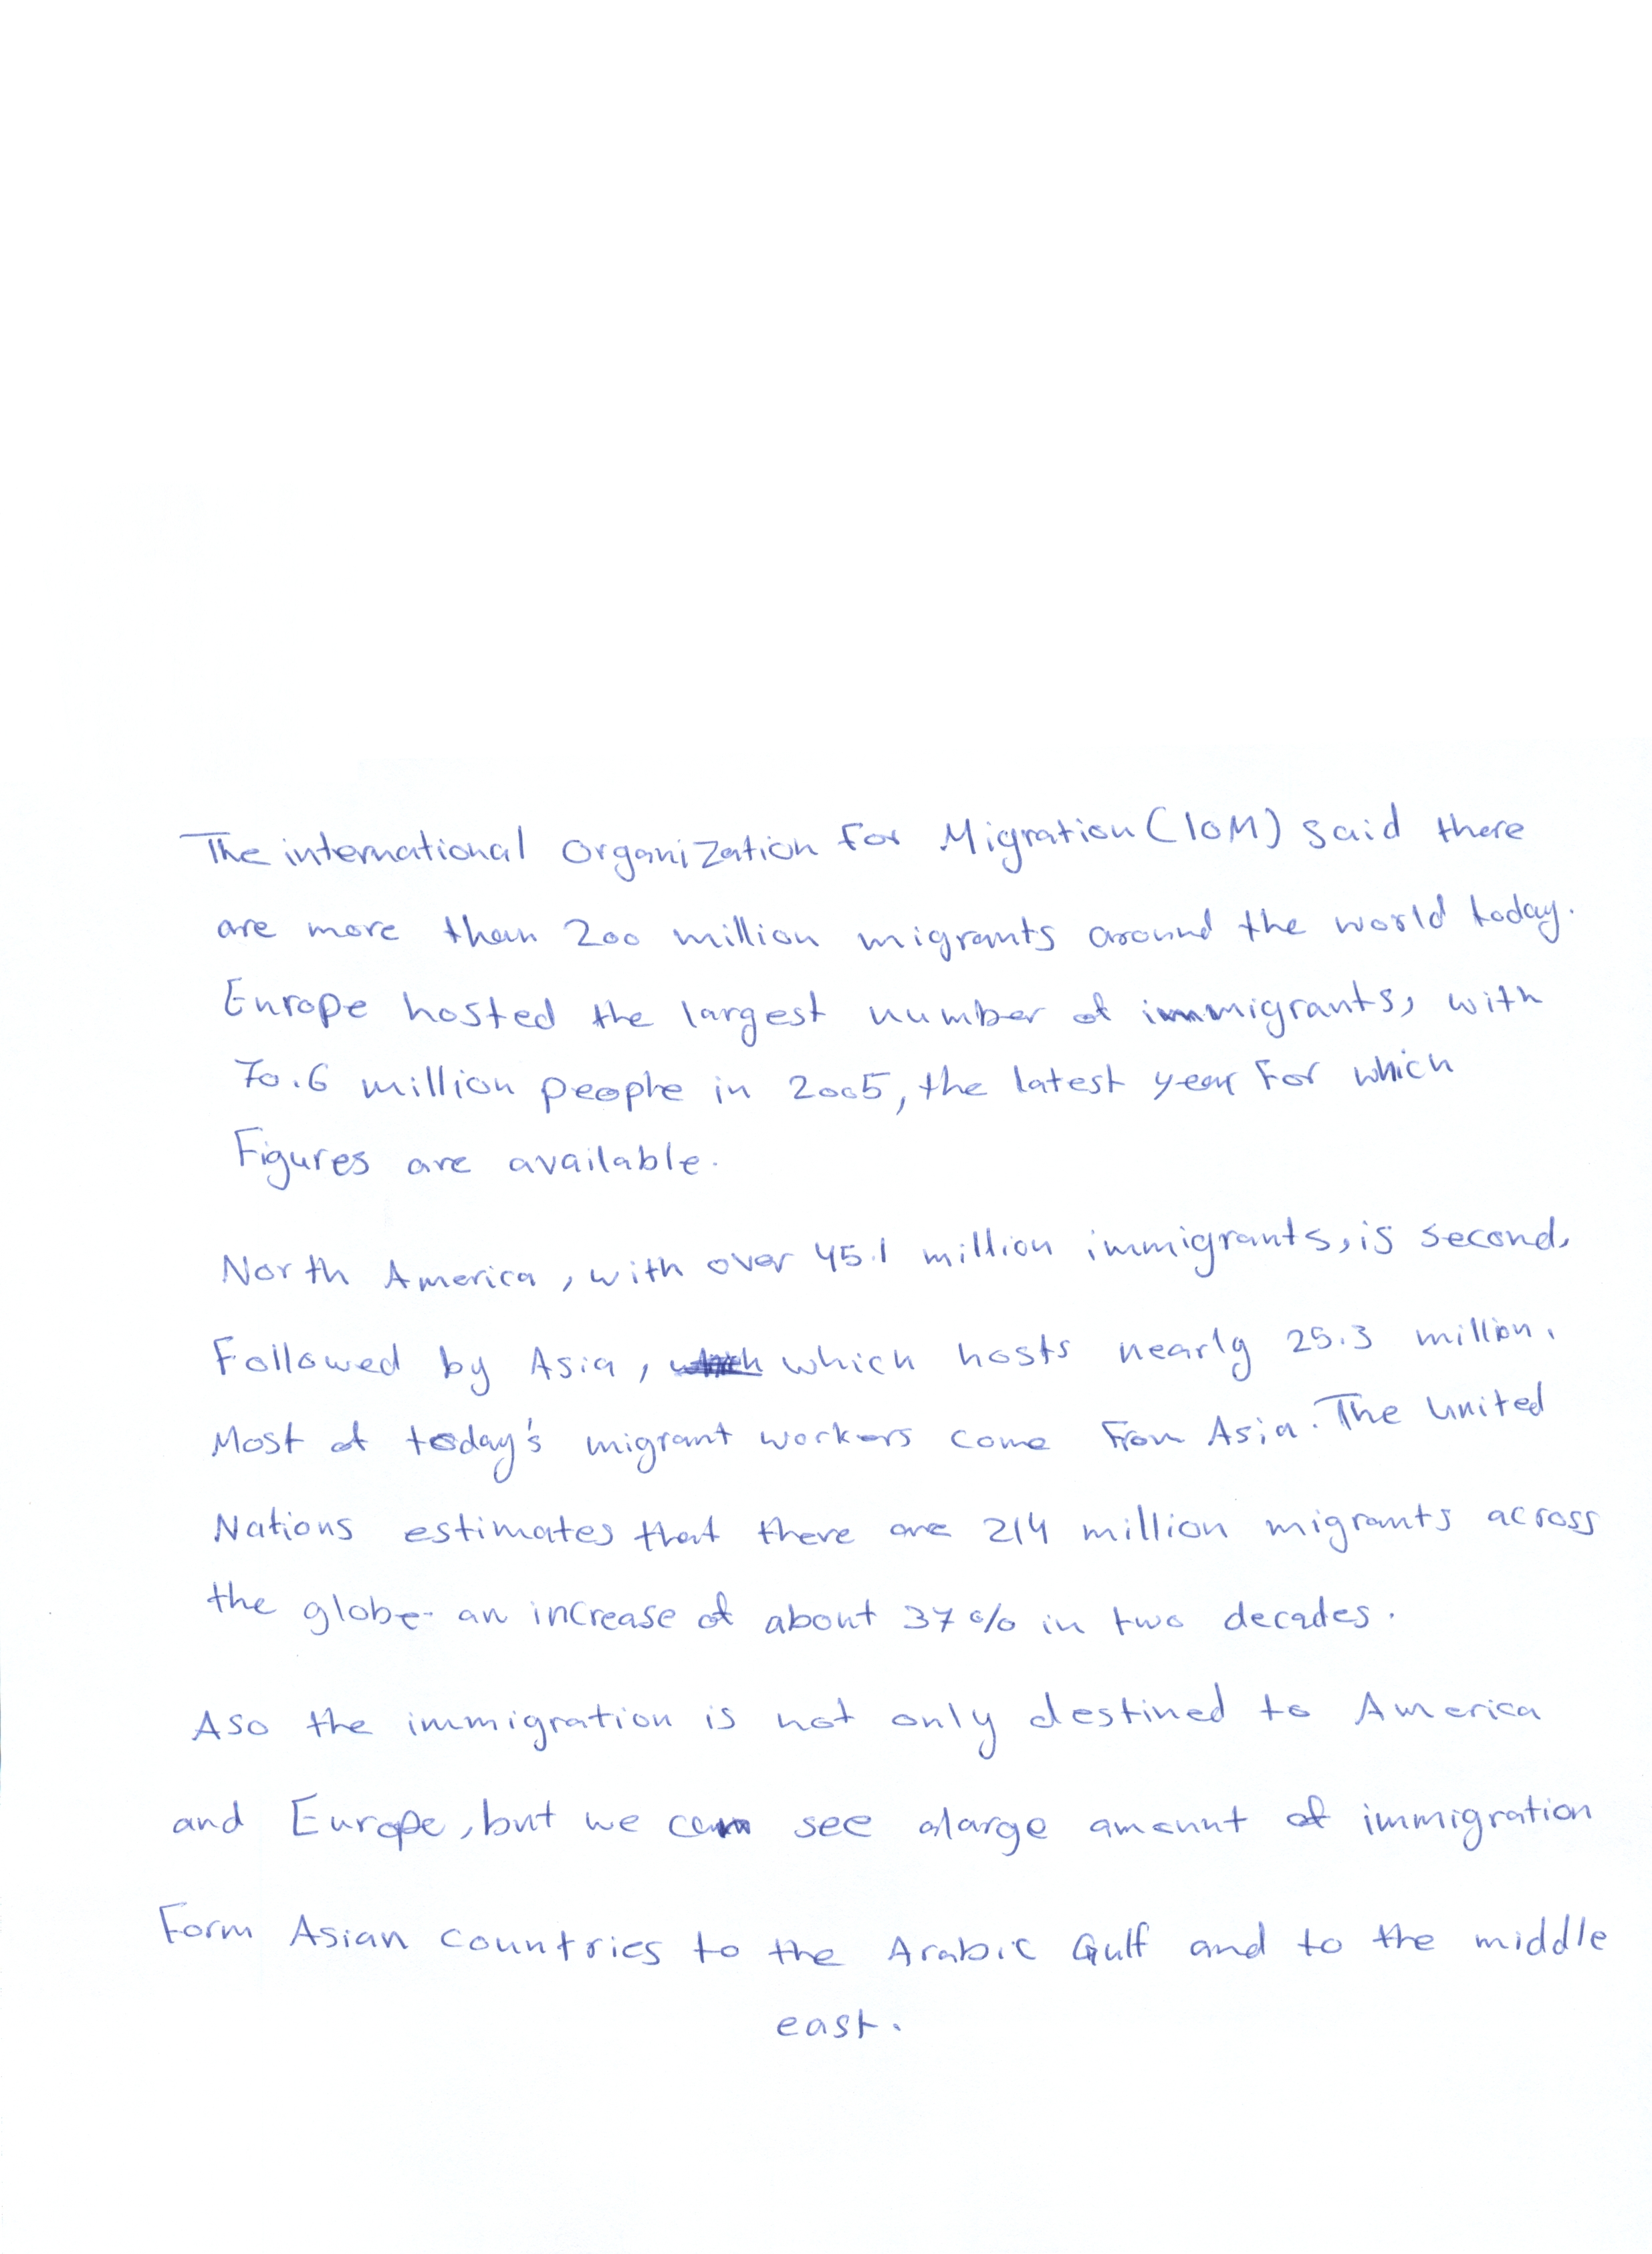 The international Organization For Migration (IOM) said there
are more than 200 million migrants around the world today.
Europe hosted the largest number of immigrants, with
70.6 million people in 2005, the latest year For which
Figures are available.
North America, with over 45.1 million immigrants, is second,
Followed by Asia, which hosts nearly 25.3 million.
Most of today's migrant workers come From Asia. The United
Nations estimates that there are 214 million migrants across
the globe- an increase of about 37% in two decades.
Aso the immigration is not only destined to America
and Europe, but we can see alarge amount of immigration
Form Asian countries to the Arabic Gulf and to the middle
east.